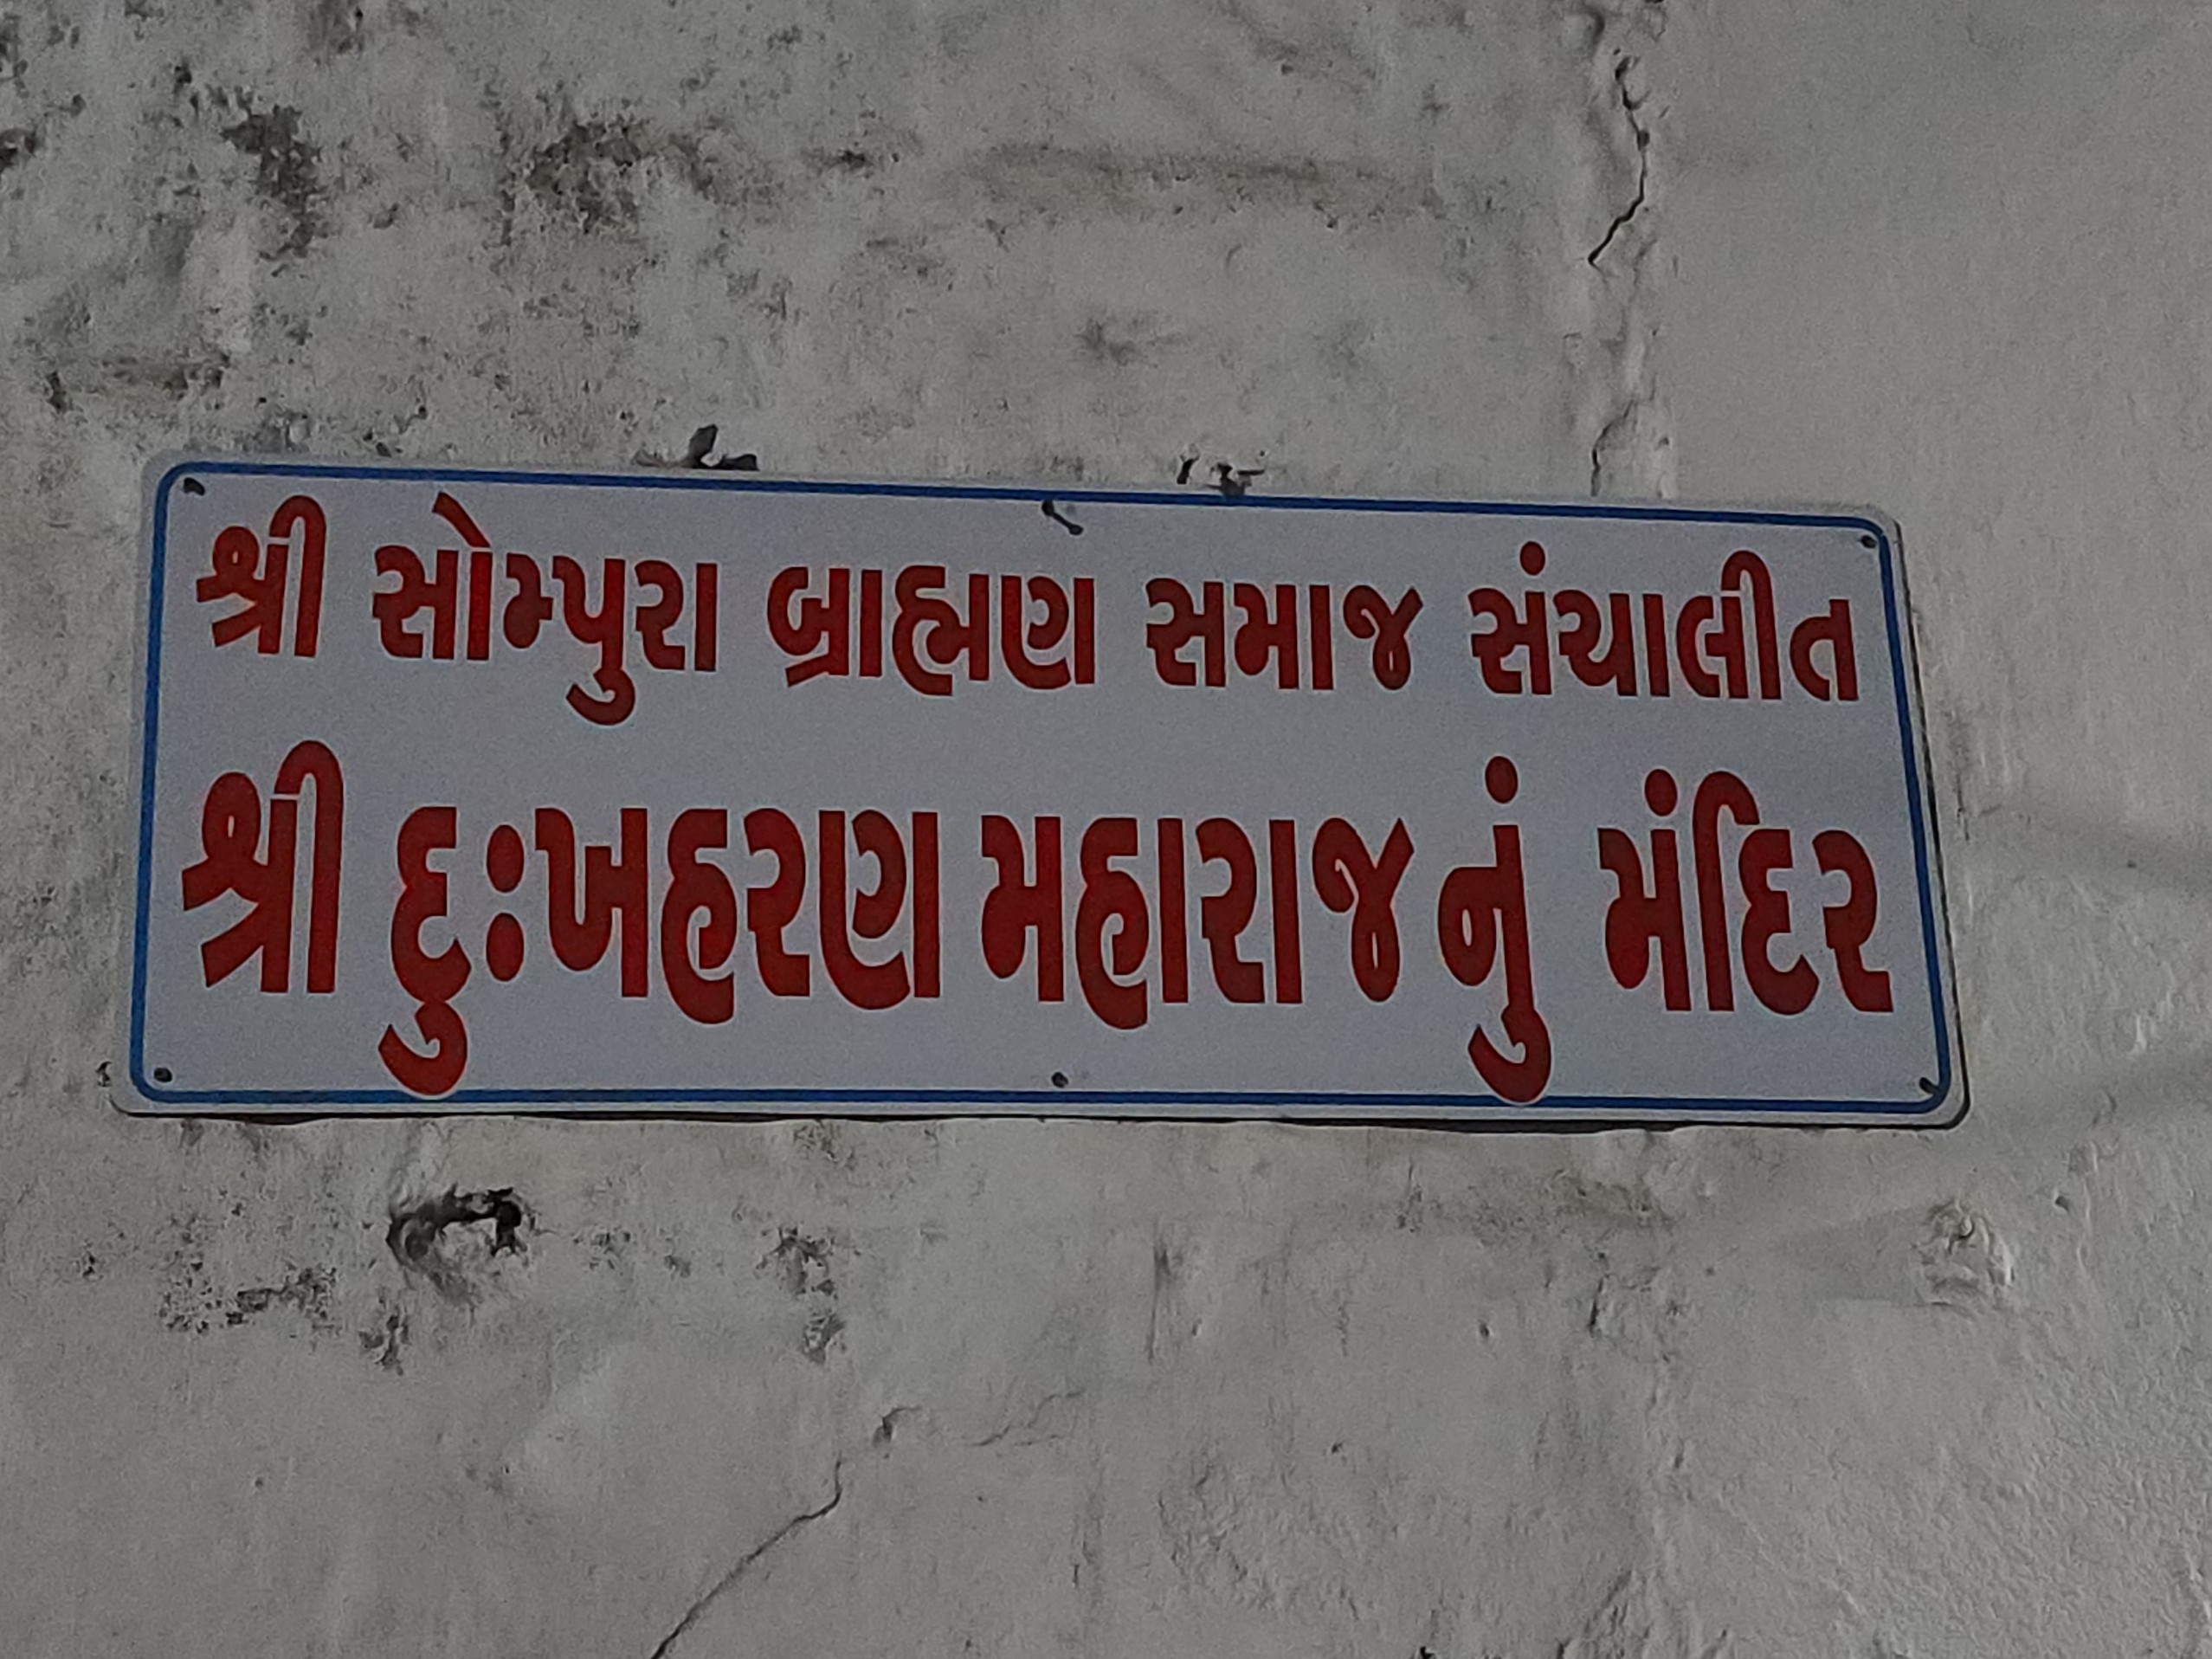 શ્રી સોમ્પુરા બ્રાહ્મણ સમાજ સંચાલીત
શ્રી દુઃખહરણ મહારાજ નું મંદિર